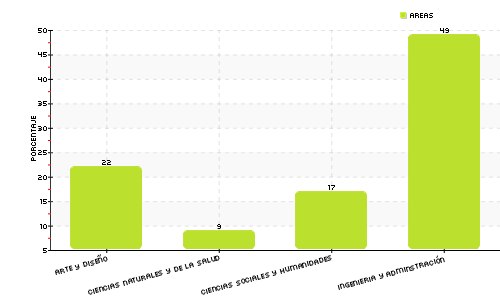 AREAS
PORCENTAJE
50
45
40
35
30
25
20
15
10
5
22
9
17
49
ARTE Y DISEÑO
CIENCIAS NATURALES Y DE LA SALUD
CIENCIAS SOCIALES Y HUMANIDADES
INGENIERIA Y ADMINISTRACIÓN